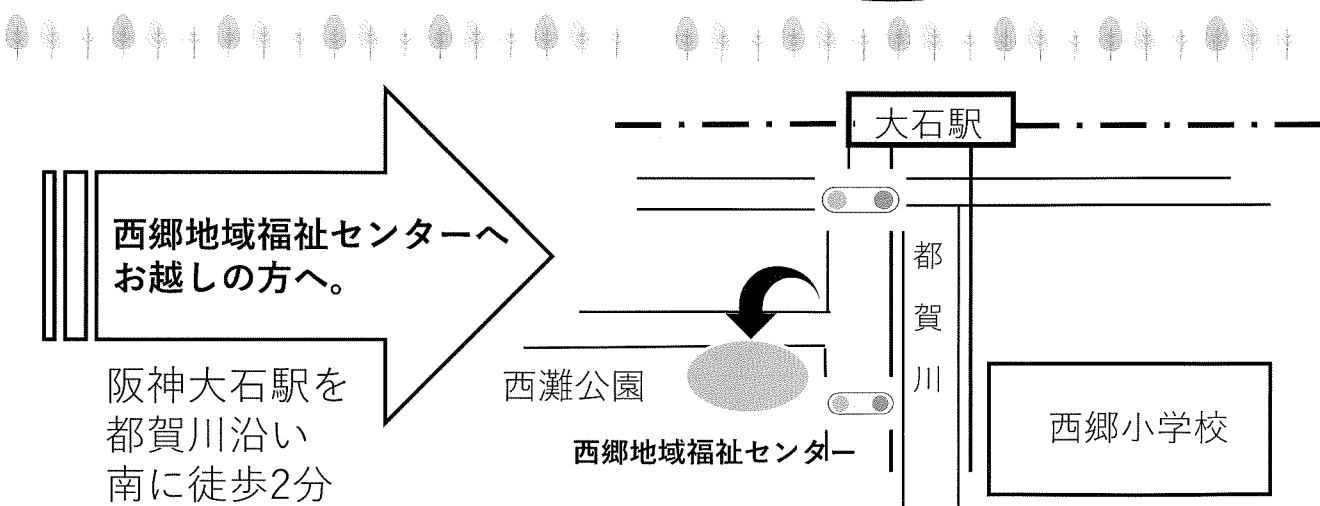 大石駅
西郷地域福祉センターへ
お越しの方へ。
都賀川
阪神大石駅を
都賀川沿い
南に徒歩2分
西灘公園
西郷地域福祉センター
西郷小学校